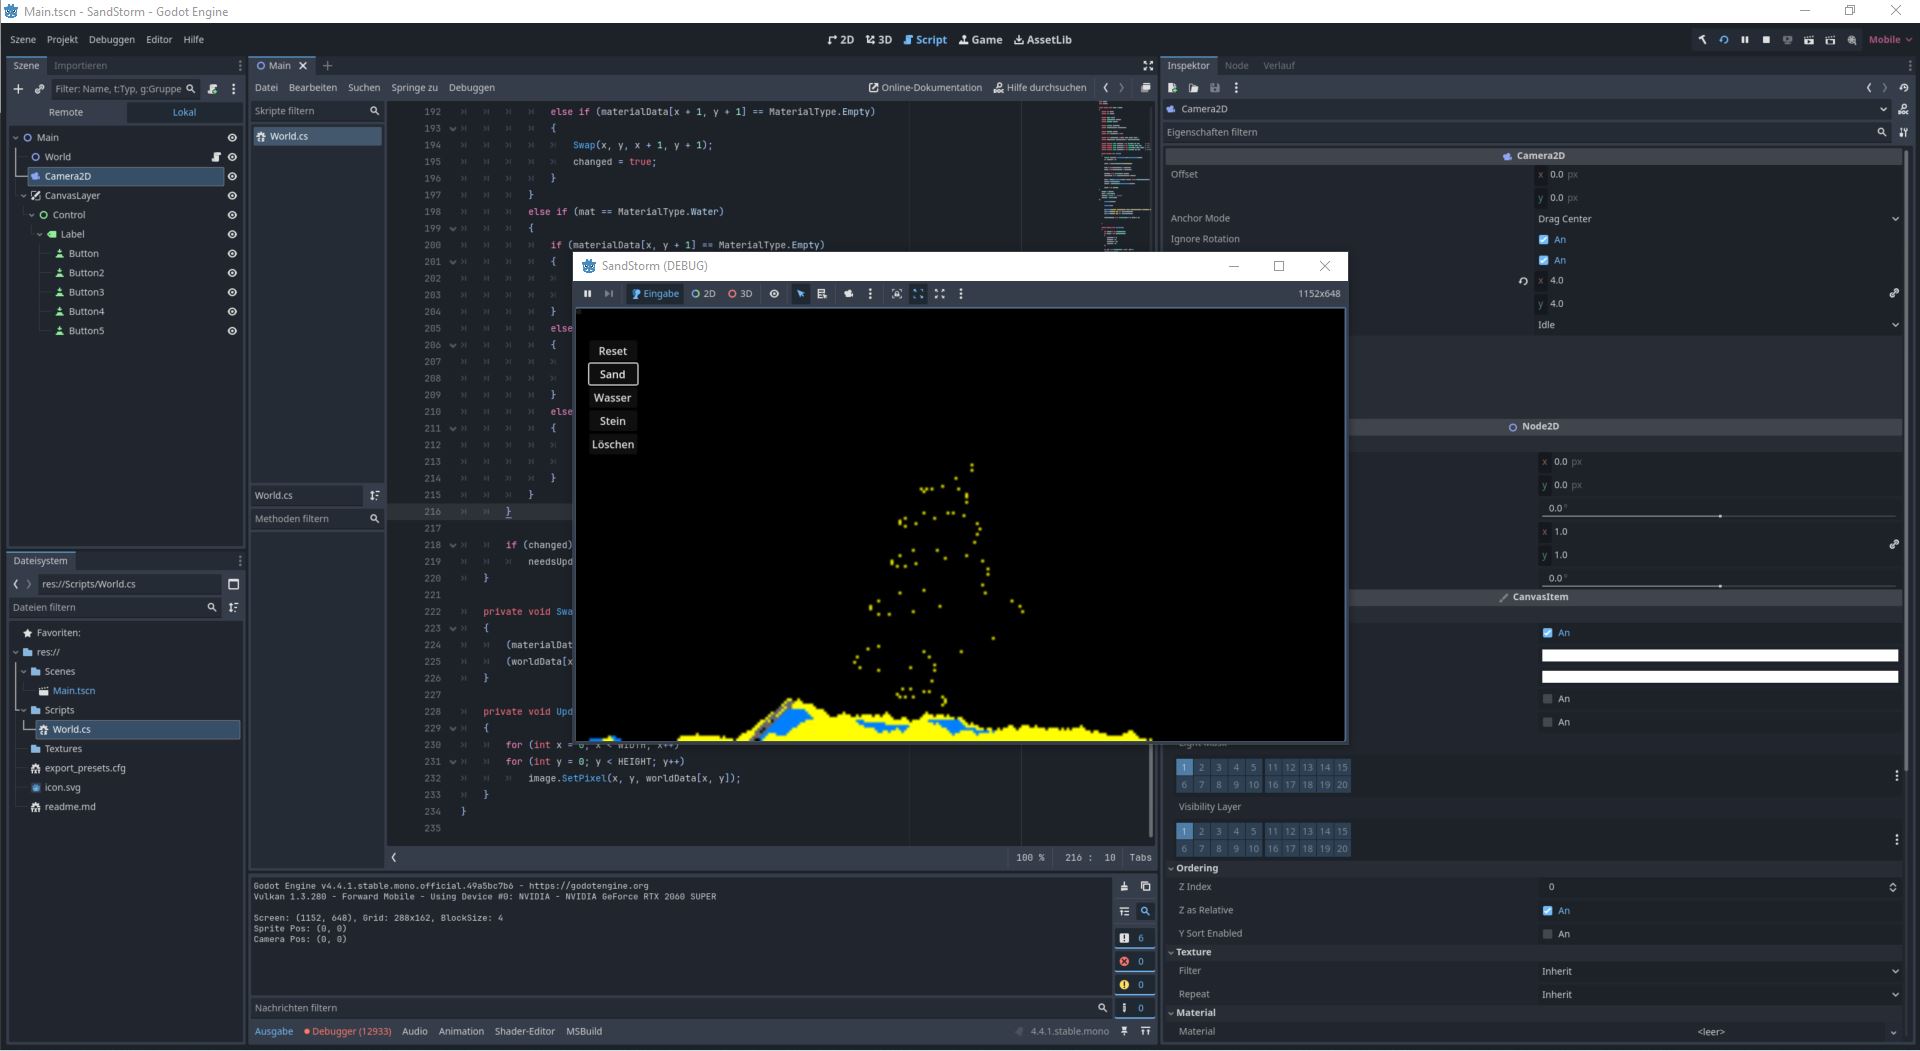 Main.tscn - SandStorm - Godot Engine
Szene Projekt Debuggen Editor Hilfe
2D 3D Script Game AssetLib
Mobile
Szene Importieren
Filter: Name, t:Typ, g:Gruppe
Remote Lokal
Main
World
Camera2D
CanvasLayer
Control
Label
Button
Button2
Button3
Button4
Button5
Dateisystem
res://Scripts/World.cs
Dateien filtern
Favoriten:
res://
Scenes
Main.tscn
Scripts
World.cs
Textures
export_presets.cfg
icon.svg
readme.md
Main
Datei Bearbeiten Suchen Springe zu Debuggen
Online-Dokumentation Hilfe durchsuchen
Skripte filtern
World.cs
World.cs
Methoden filtern
192 else if (materialData[x + 1, y + 1] == MaterialType.Empty)
193 {
194 Swap(x, y, x + 1, y + 1);
195 changed = true;
196 }
197 }
198 else if (mat == MaterialType.Water)
199 {
200 if (materialData[x, y + 1] == MaterialType.Empty)
201 {
202
203
204 }
205 else
206 {
207
208
209 }
210 else
211 {
212
213
214 }
215 }
216 }
217
218 if (changed)
219 needsUpd
220 }
221
222 private void Swa
223 {
224 (materialDat
225 (worldData[x
226 }
227
228 private void Upd
229 {
230 for (int x = 0; x < WIDTH; x++)
231 for (int y = 0; y < HEIGHT; y++)
232 image.SetPixel(x, y, worldData[x, y]);
233 }
234 }
235
100 % 216 : 10 Tabs
SandStorm (DEBUG)
Eingabe 2D 3D
1152x648
Reset
Sand
Wasser
Stein
Löschen
Godot Engine v4.4.1.stable.mono.official.49a5bc7b6 - https://godotengine.org
Vulkan 1.3.280 - Forward Mobile - Using Device #0: NVIDIA - NVIDIA GeForce RTX 2060 SUPER
Screen: (1152, 648), Grid: 288x162, BlockSize: 4
Sprite Pos: (0, 0)
Camera Pos: (0, 0)
6
0
0
0
Nachrichten filtern
Ausgabe Debugger (12933) Audio Animation Shader-Editor MSBuild
4.4.1.stable.mono
Inspektor Node Verlauf
Camera2D
Eigenschaften filtern
Camera2D
Offset x 0.0 px
y 0.0 px
Anchor Mode Drag Center
Ignore Rotation An
An
x 4.0
y 4.0
Idle
Node2D
x 0.0 px
y 0.0 px
0.0 °
x 1.0
y 1.0
0.0 °
CanvasItem
An
An
An
1 2 3 4 5 11 12 13 14 15
6 7 8 9 10 16 17 18 19 20
Visibility Layer
1 2 3 4 5 11 12 13 14 15
6 7 8 9 10 16 17 18 19 20
Ordering
Z Index 0
Z as Relative An
Y Sort Enabled An
Texture
Filter Inherit
Repeat Inherit
Material
Material <leer>